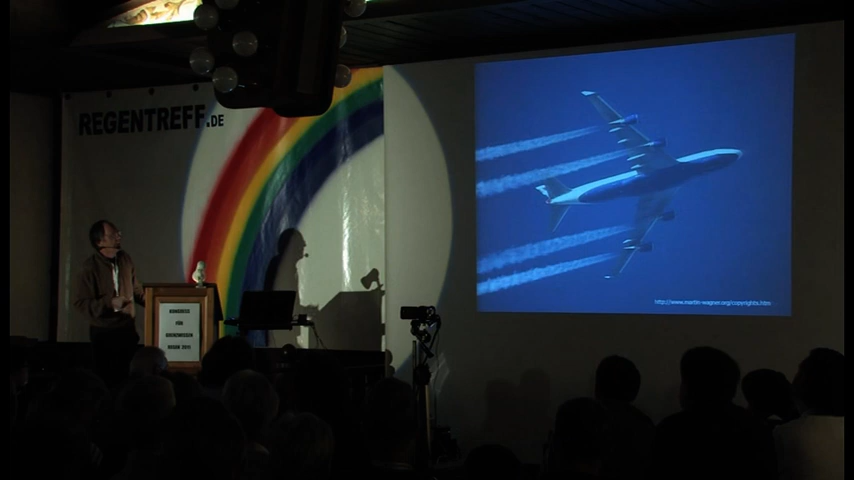 REGENTREFF.DE
KONGRESS
FÜR
GRENZWISSEN
REGEN 2011
http://www.martin-wagner.org/copyrights.htm